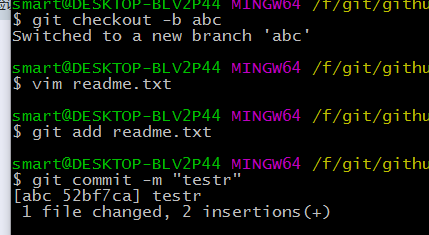 smart@DESKTOP-BLV2P44 MINGW64 /f/git/githu
$ git checkout -b abc
Switched to a new branch 'abc'
smart@DESKTOP-BLV2P44 MINGW64 /f/git/githu
$ vim readme.txt
smart@DESKTOP-BLV2P44 MINGW64 /f/git/githu
$ git add readme.txt
smart@DESKTOP-BLV2P44 MINGW64 /f/git/githu
$ git commit -m "testr"
[abc 52bf7ca] testr
1 file changed, 2 insertions(+)